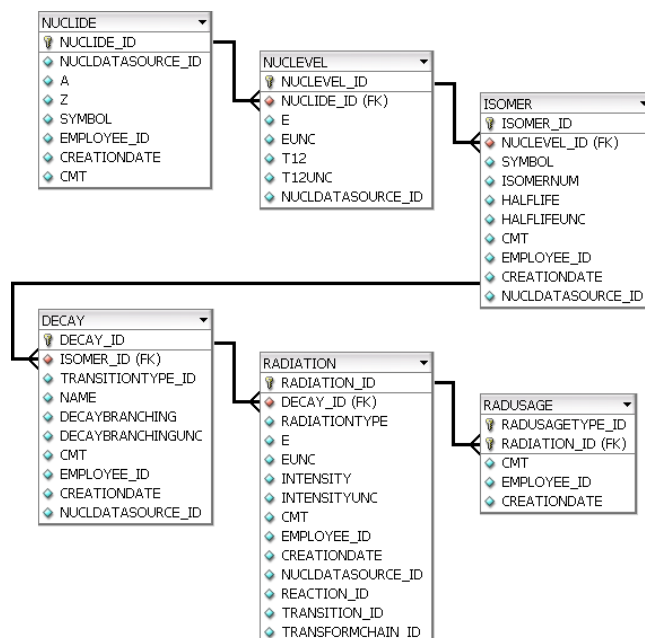 NUCLIDE
NUCLIDE_ID
NUCLDATASOURCE_ID
A
Z
SYMBOL
EMPLOYEE_ID
CREATIONDATE
CMT
NUCLEVEL
NUCLEVEL_ID
NUCLIDE_ID (FK)
E
EUNC
T12
T12UNC
NUCLDATASOURCE_ID
ISOMER
ISOMER_ID
NUCLEVEL_ID (FK)
SYMBOL
ISOMERNUM
HALFLIFE
HALFLIFEUNC
CMT
EMPLOYEE_ID
CREATIONDATE
NUCLDATASOURCE_ID
DECAY
DECAY_ID
ISOMER_ID (FK)
TRANSITIONTYPE_ID
NAME
DECAYBRANCHING
DECAYBRANCHINGUNC
CMT
EMPLOYEE_ID
CREATIONDATE
NUCLDATASOURCE_ID
RADIATION
RADIATION_ID
DECAY_ID (FK)
RADIATIONTYPE
E
EUNC
INTENSITY
INTENSITYUNC
CMT
EMPLOYEE_ID
CREATIONDATE
NUCLDATASOURCE_ID
REACTION_ID
TRANSITION_ID
TRANSFORMCHAIN_ID
RADUSAGE
RADUSAGETYPE_ID
RADIATION_ID (FK)
CMT
EMPLOYEE_ID
CREATIONDATE